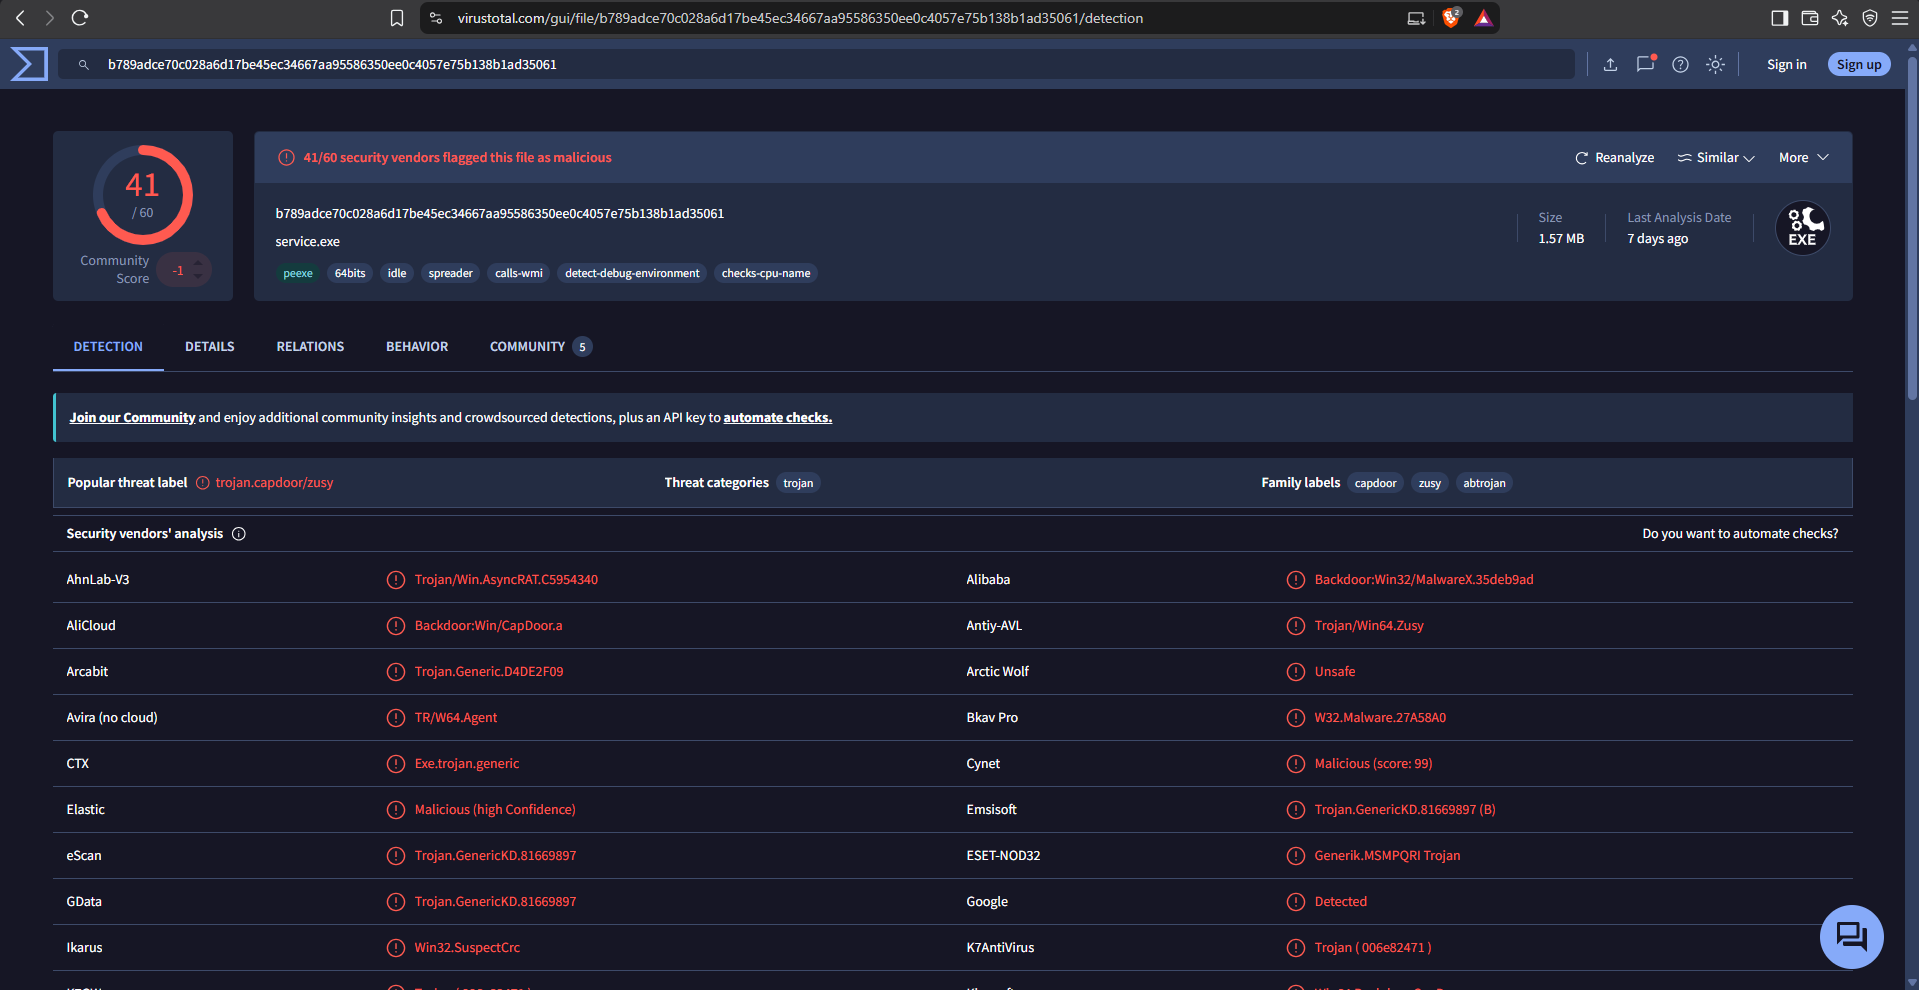 virustotal.com/gui/file/b789adce70c028a6d17be45ec34667aa95586350ee0c4057e75b138b1ad35061/detection
2
b789adce70c028a6d17be45ec34667aa95586350ee0c4057e75b138b1ad35061
Sign in
Sign up
41
/ 60
Community Score
-1
41/60 security vendors flagged this file as malicious
Reanalyze
Similar
More
b789adce70c028a6d17be45ec34667aa95586350ee0c4057e75b138b1ad35061
service.exe
peexe 64bits idle spreader calls-wmi detect-debug-environment checks-cpu-name
Size
1.57 MB
Last Analysis Date
7 days ago
EXE
DETECTION DETAILS RELATIONS BEHAVIOR COMMUNITY 5
Join our Community and enjoy additional community insights and crowdsourced detections, plus an API key to automate checks.
Popular threat label trojan.capdoor/zusy Threat categories trojan Family labels capdoor zusy abtrojan
Security vendors' analysis Do you want to automate checks?
AhnLab-V3 Trojan/Win.AsyncRAT.C5954340 Alibaba Backdoor:Win32/MalwareX.35deb9ad
AliCloud Backdoor:Win/CapDoor.a Antiy-AVL Trojan/Win64.Zusy
Arcabit Trojan.Generic.D4DE2F09 Arctic Wolf Unsafe
Avira (no cloud) TR/W64.Agent Bkav Pro W32.Malware.27A58A0
CTX Exe.trojan.generic Cynet Malicious (score: 99)
Elastic Malicious (high Confidence) Emsisoft Trojan.GenericKD.81669897 (B)
eScan Trojan.GenericKD.81669897 ESET-NOD32 Generik.MSMPQRI Trojan
GData Trojan.GenericKD.81669897 Google Detected
Ikarus Win32.SuspectCrc K7AntiVirus Trojan ( 006e82471 )